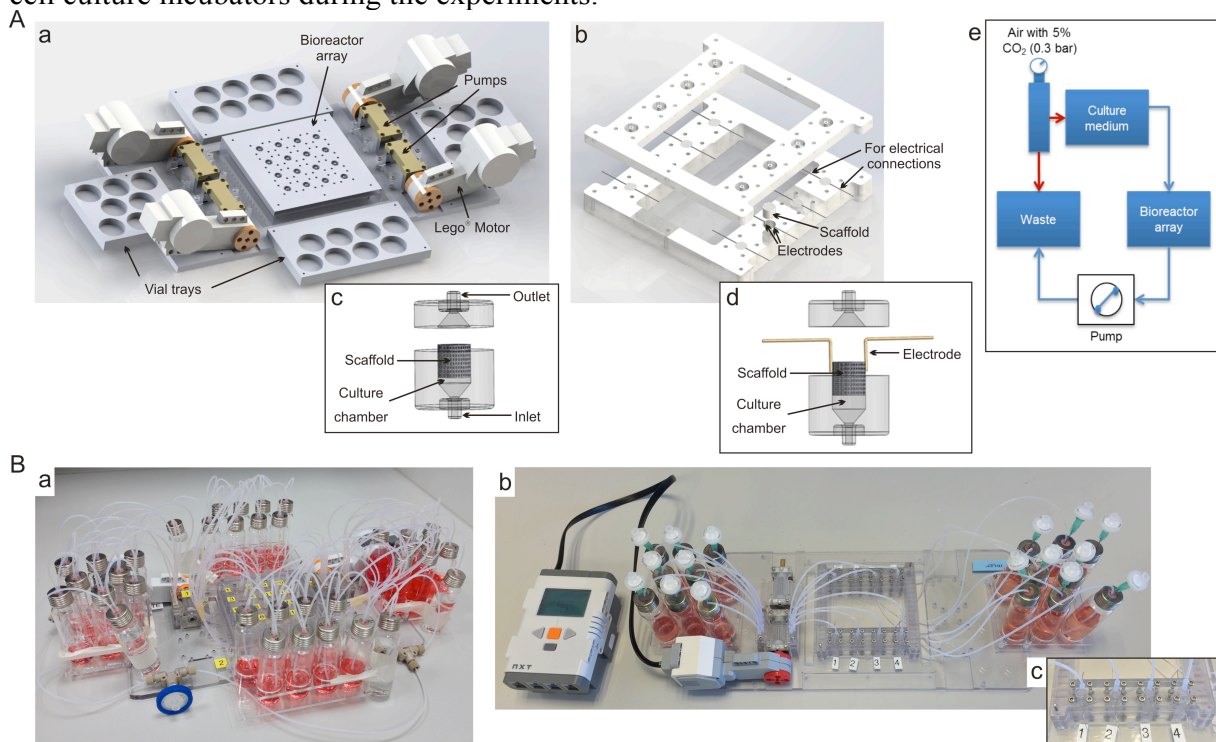 cell culture incubators during the experiments.
A
a
Bioreactor
array
Pumps
Lego® Motor
Vial trays
b
For electrical
connections
Scaffold
Electrodes
c
Outlet
Scaffold
Culture
chamber
Inlet
d
Electrode
Scaffold
Culture
chamber
e
Air with 5%
CO₂ (0.3 bar)
Culture
medium
Waste
Bioreactor
array
Pump
B
a
2
b
NXT
1 2 3 4
c
1 2 3 4